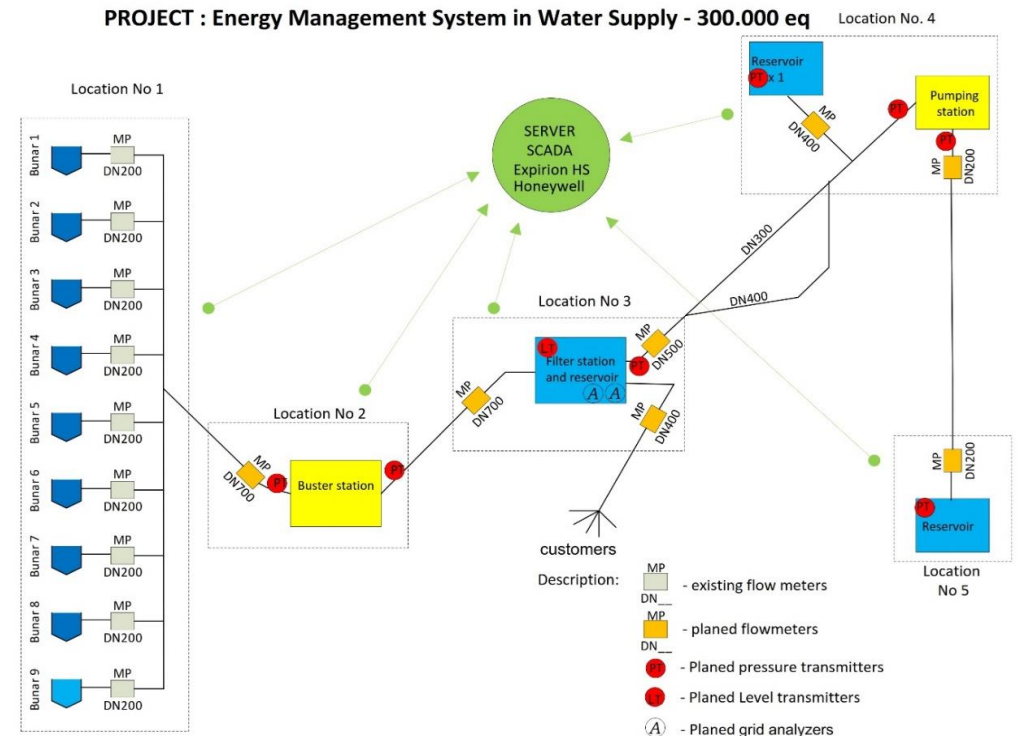 PROJECT : Energy Management System in Water Supply - 300.000 eq
Location No. 4
Location No 1
Reservoir
PT x 1
MP
DN400
PT
Pumping
station
PT
MP
DN200
SERVER
SCADA
Expirion HS
Honeywell
Bunar 1
MP
DN200
Bunar 2
MP
DN200
Bunar 3
MP
DN200
Bunar 4
MP
DN200
Bunar 5
MP
DN200
Bunar 6
MP
DN200
Bunar 7
MP
DN200
Bunar 8
MP
DN200
Bunar 9
MP
DN200
DN300
DN400
Location No 3
LT
Filter station
and reservoir
A A
MP
DN500
PT
MP
DN700
MP
DN400
customers
Location No 2
MP
DN700
PT
Buster station
PT
MP
DN200
PT
Reservoir
Location
No 5
Description:
MP
DN__
- existing flow meters
MP
DN__
- planed flowmeters
PT
- Planed pressure transmitters
LT
- Planed Level transmitters
A
- Planed grid analyzers